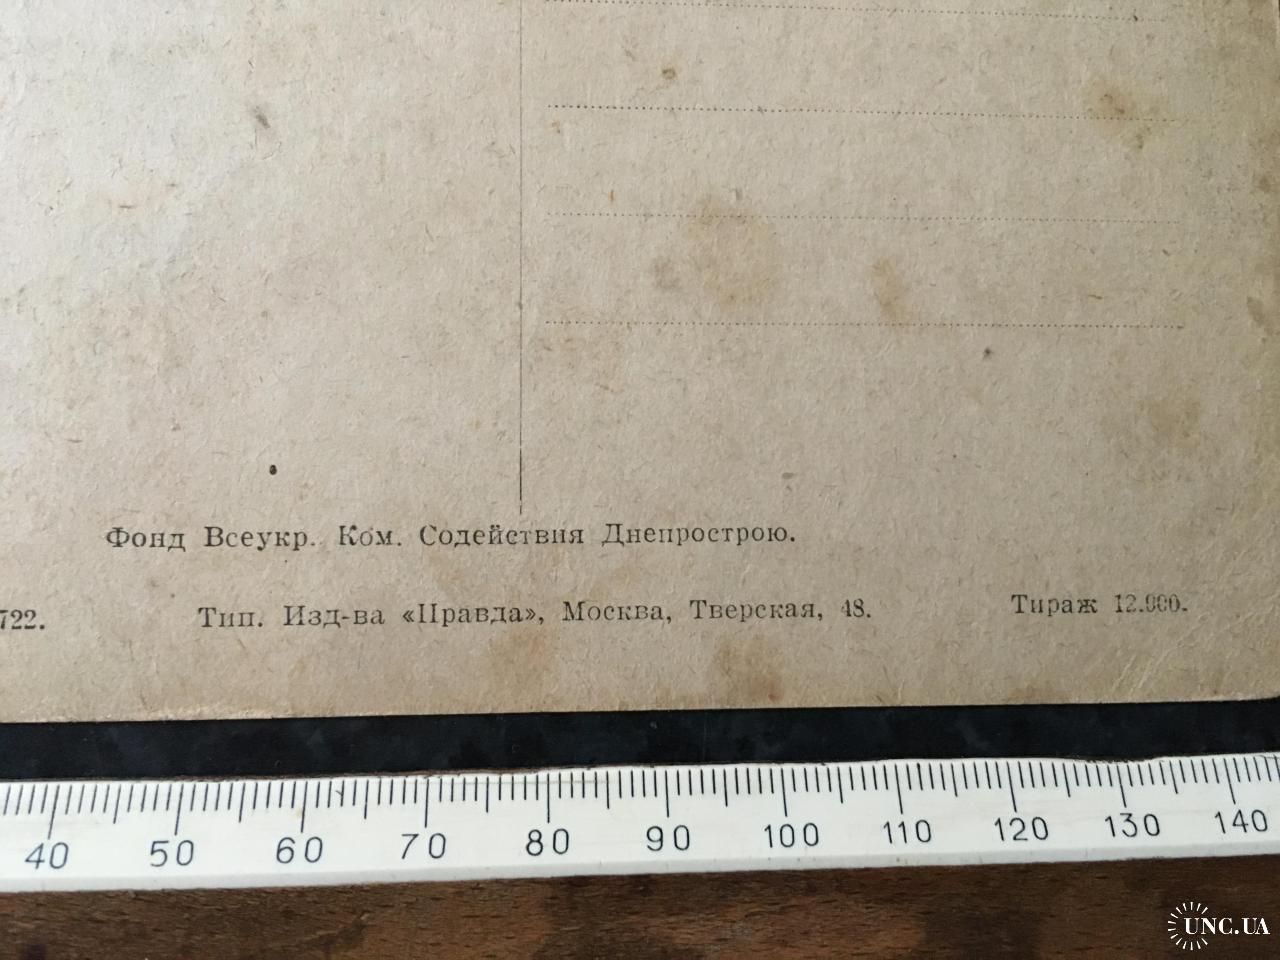 Фонд Всеукр. Ком. Содействия Днепрострою.
722. Тип. Изд-ва «Правда», Москва, Тверская, 48. Тираж 12.000.
40 50 60 70 80 90 100 110 120 130 140
UNC.UA